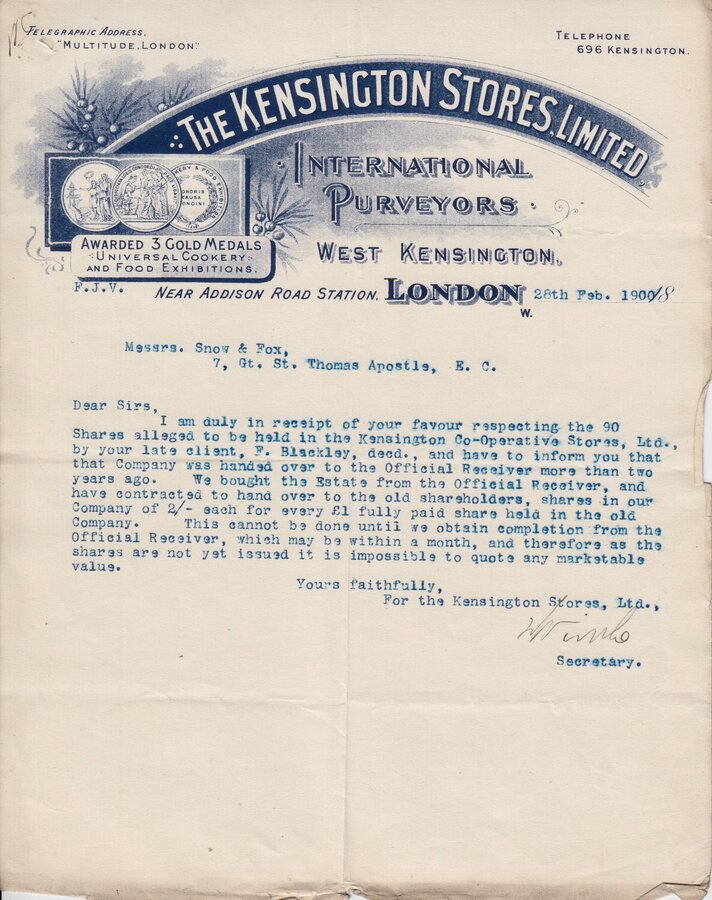 Telegraphic Address,
"Multitude, London."
Telephone
696 Kensington.
The Kensington Stores, Limited,
International
Purveyors
Awarded 3 Gold Medals
Universal Cookery
and Food Exhibitions.
West Kensington,
Near Addison Road Station, London
W.
F.J.V.
28th Feb. 1900
Messrs. Snow & Fox,
7, Gt. St. Thomas Apostle, E. C.
Dear Sirs,
I am duly in receipt of your favour respecting the 90
Shares alleged to be held in the Kensington Co-Operative Stores, Ltd.,
by your late client, F. Blackley, decd., and have to inform you that
that Company was handed over to the Official Receiver more than two
years ago. We bought the Estate from the Official Receiver, and
have contracted to hand over to the old shareholders, shares in our
Company of 2/- each for every £1 fully paid share held in the old
Company. This cannot be done until we obtain completion from the
Official Receiver, which may be within a month, and therefore as the
shares are not yet issued it is impossible to quote any marketable
value.
Yours faithfully,
For the Kensington Stores, Ltd.,
Secretary.